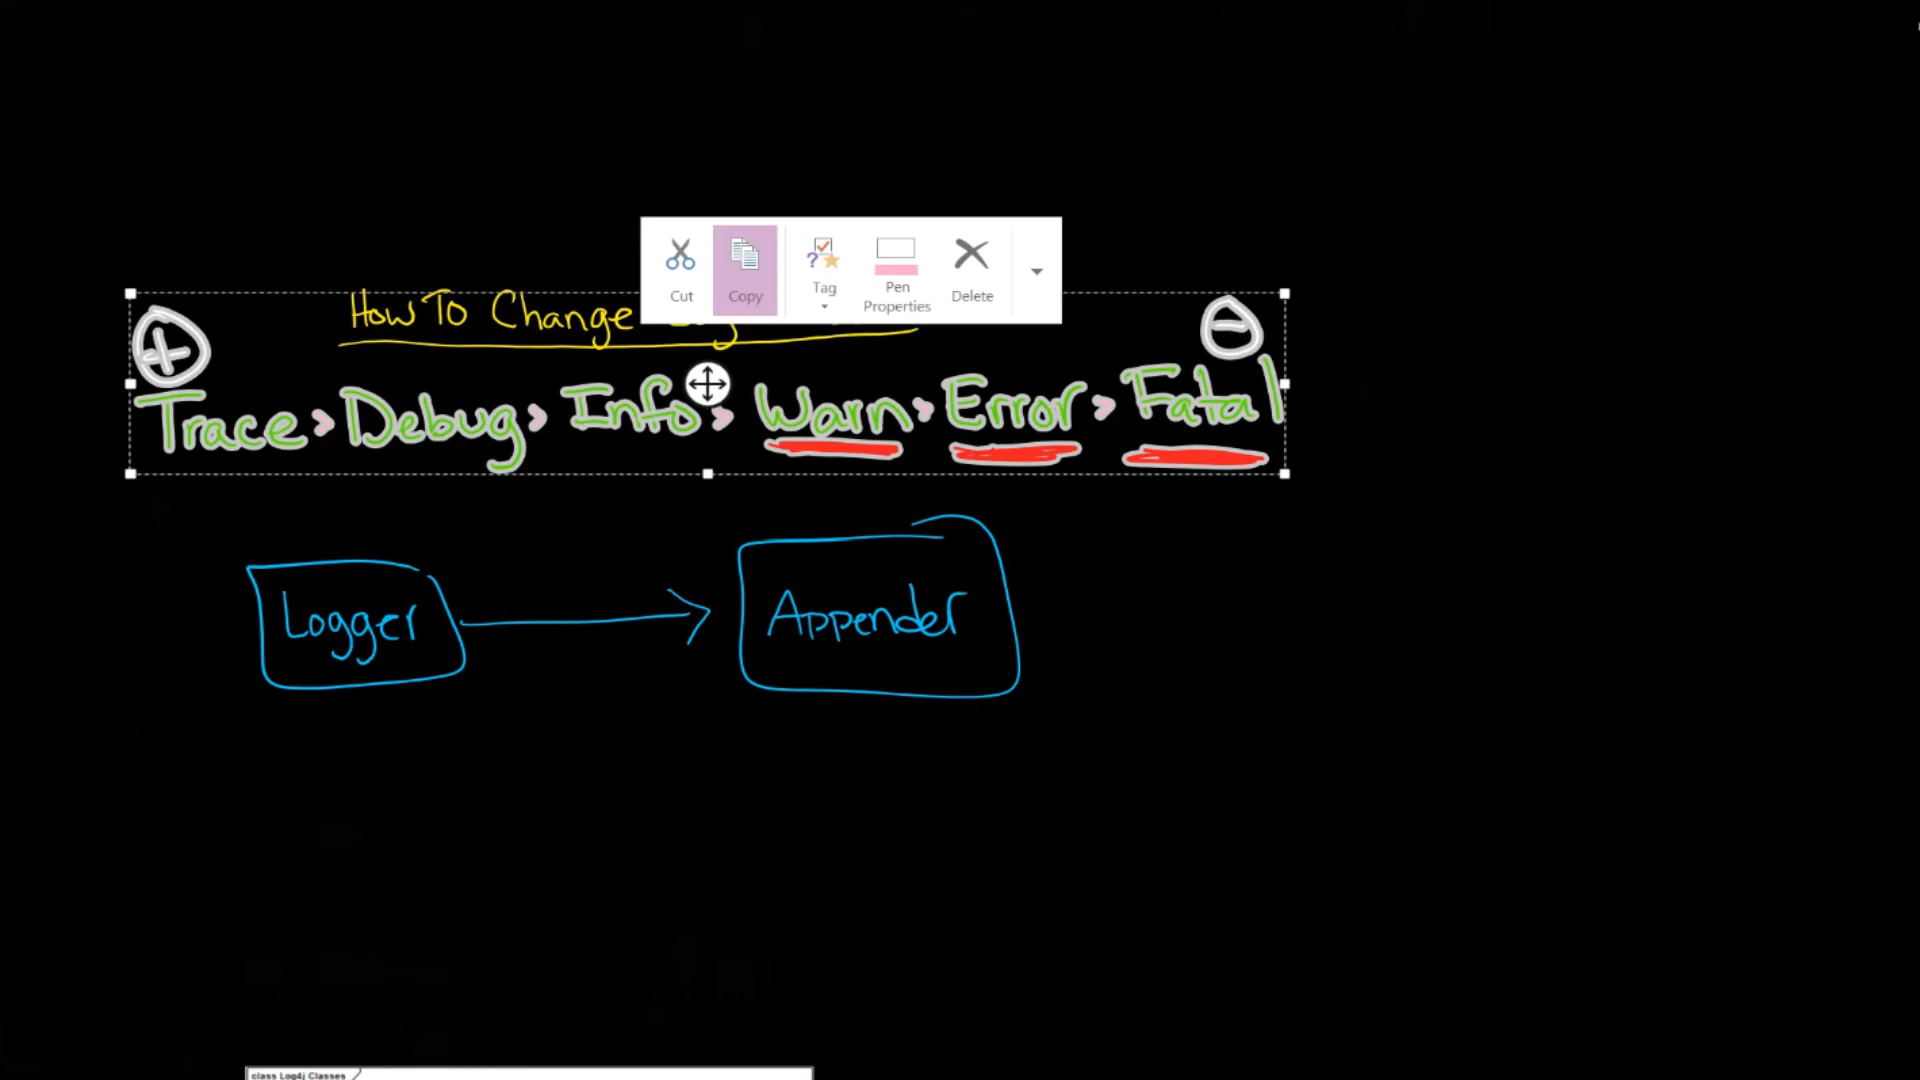 Cut Copy Tag Pen Properties Delete
How To Change
Trace > Debug > Info > Warn > Error > Fatal
Logger Appender
class Log4j Classes